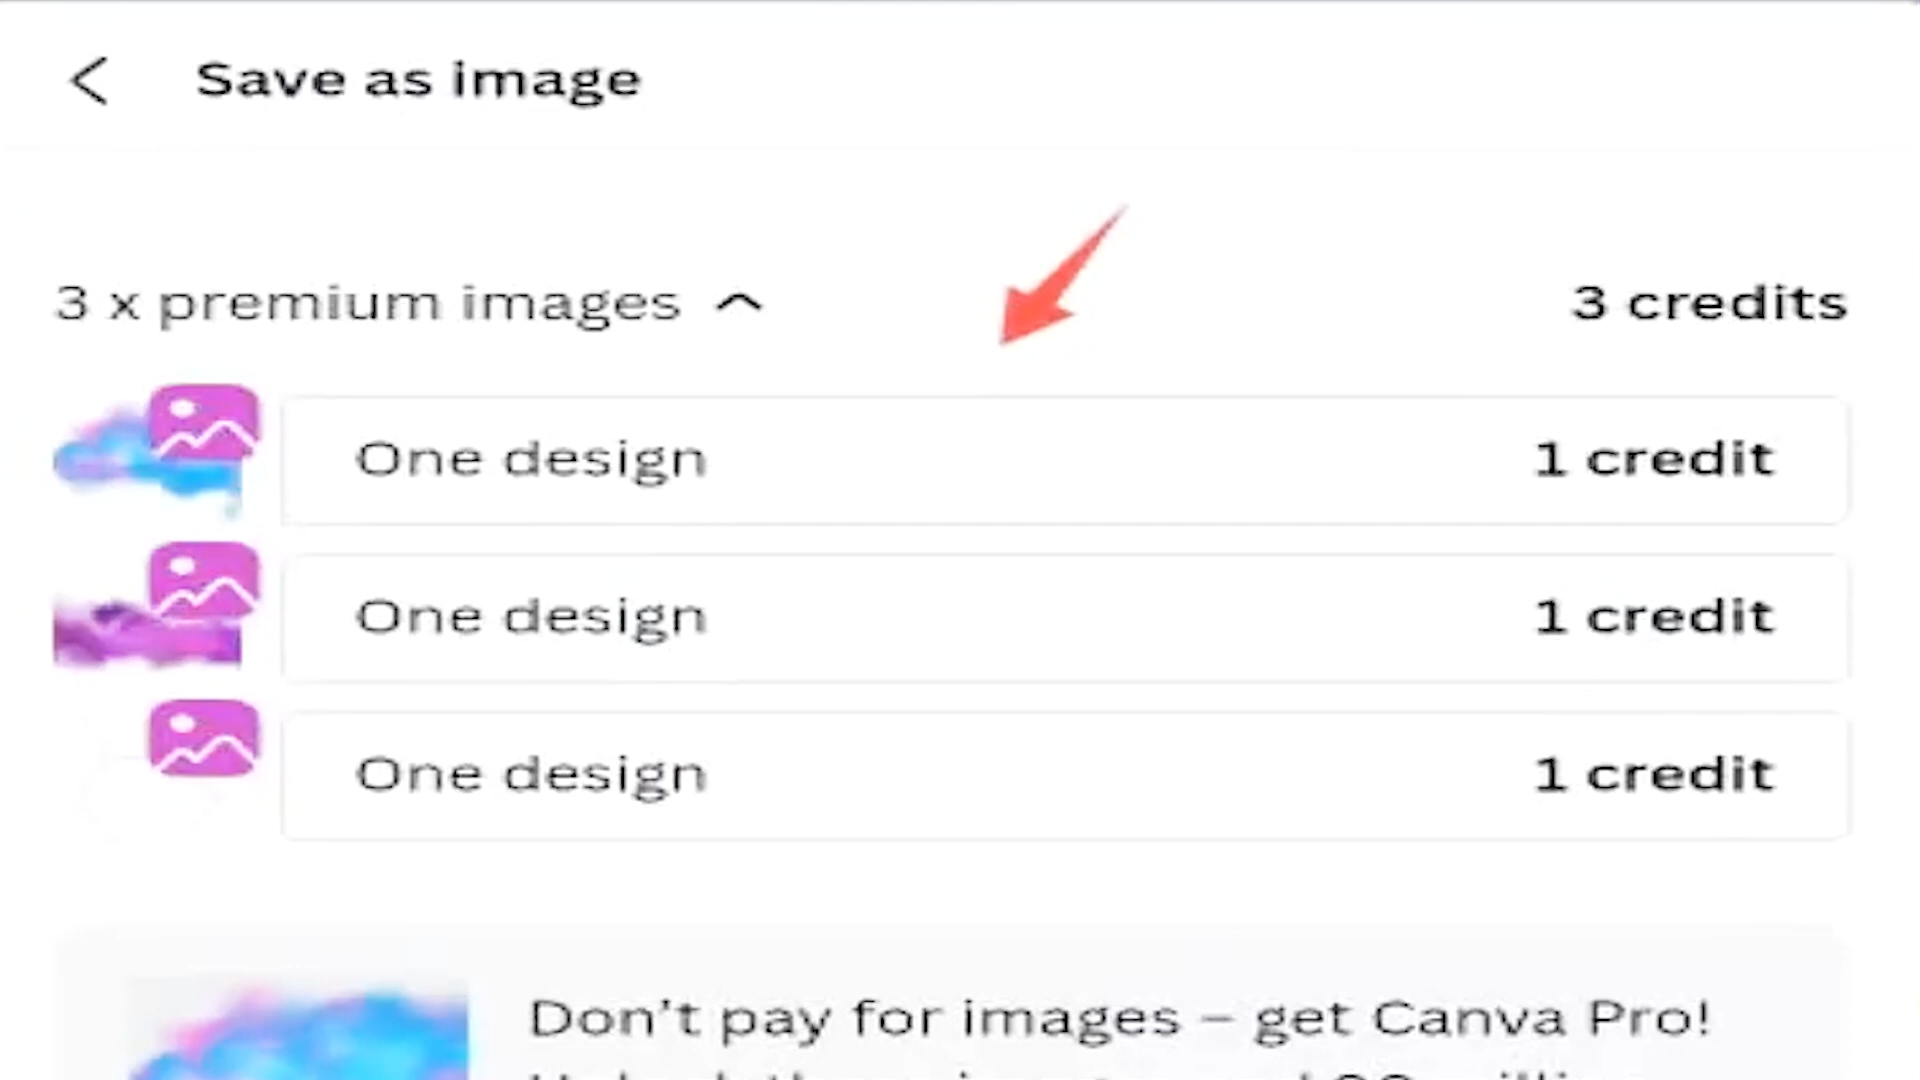 Save as image
3 x premium images 3 credits
One design 1 credit
One design 1 credit
One design 1 credit
Don't pay for images – get Canva Pro!